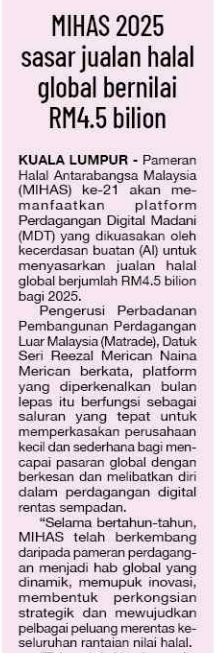 MIHAS 2025
sasar jualan halal
global bernilai
RM4.5 bilion
KUALA LUMPUR - Pameran
Halal Antarabangsa Malaysia
(MIHAS) ke-21 akan me-
manfaatkan platform
Perdagangan Digital Madani
(MDT) yang dikuasakan oleh
kecerdasan buatan (AI) untuk
menyasarkan jualan halal
global berjumlah RM4.5 bilion
bagi 2025.
Pengerusi Perbadanan
Pembangunan Perdagangan
Luar Malaysia (Matrade), Datuk
Seri Reezal Merican Naina
Merican berkata, platform
yang diperkenalkan bulan
lepas itu berfungsi sebagai
saluran yang tepat untuk
memperkasakan perusahaan
kecil dan sederhana bagi men-
capai pasaran global dengan
berkesan dan melibatkan diri
dalam perdagangan digital
rentas sempadan.
“Selama bertahun-tahun,
MIHAS telah berkembang
daripada pameran perdagang-
an menjadi hab global yang
dinamik, memupuk inovasi,
membentuk perkongsian
strategik dan mewujudkan
pelbagai peluang merentas ke-
seluruhan rantaian nilai halal.